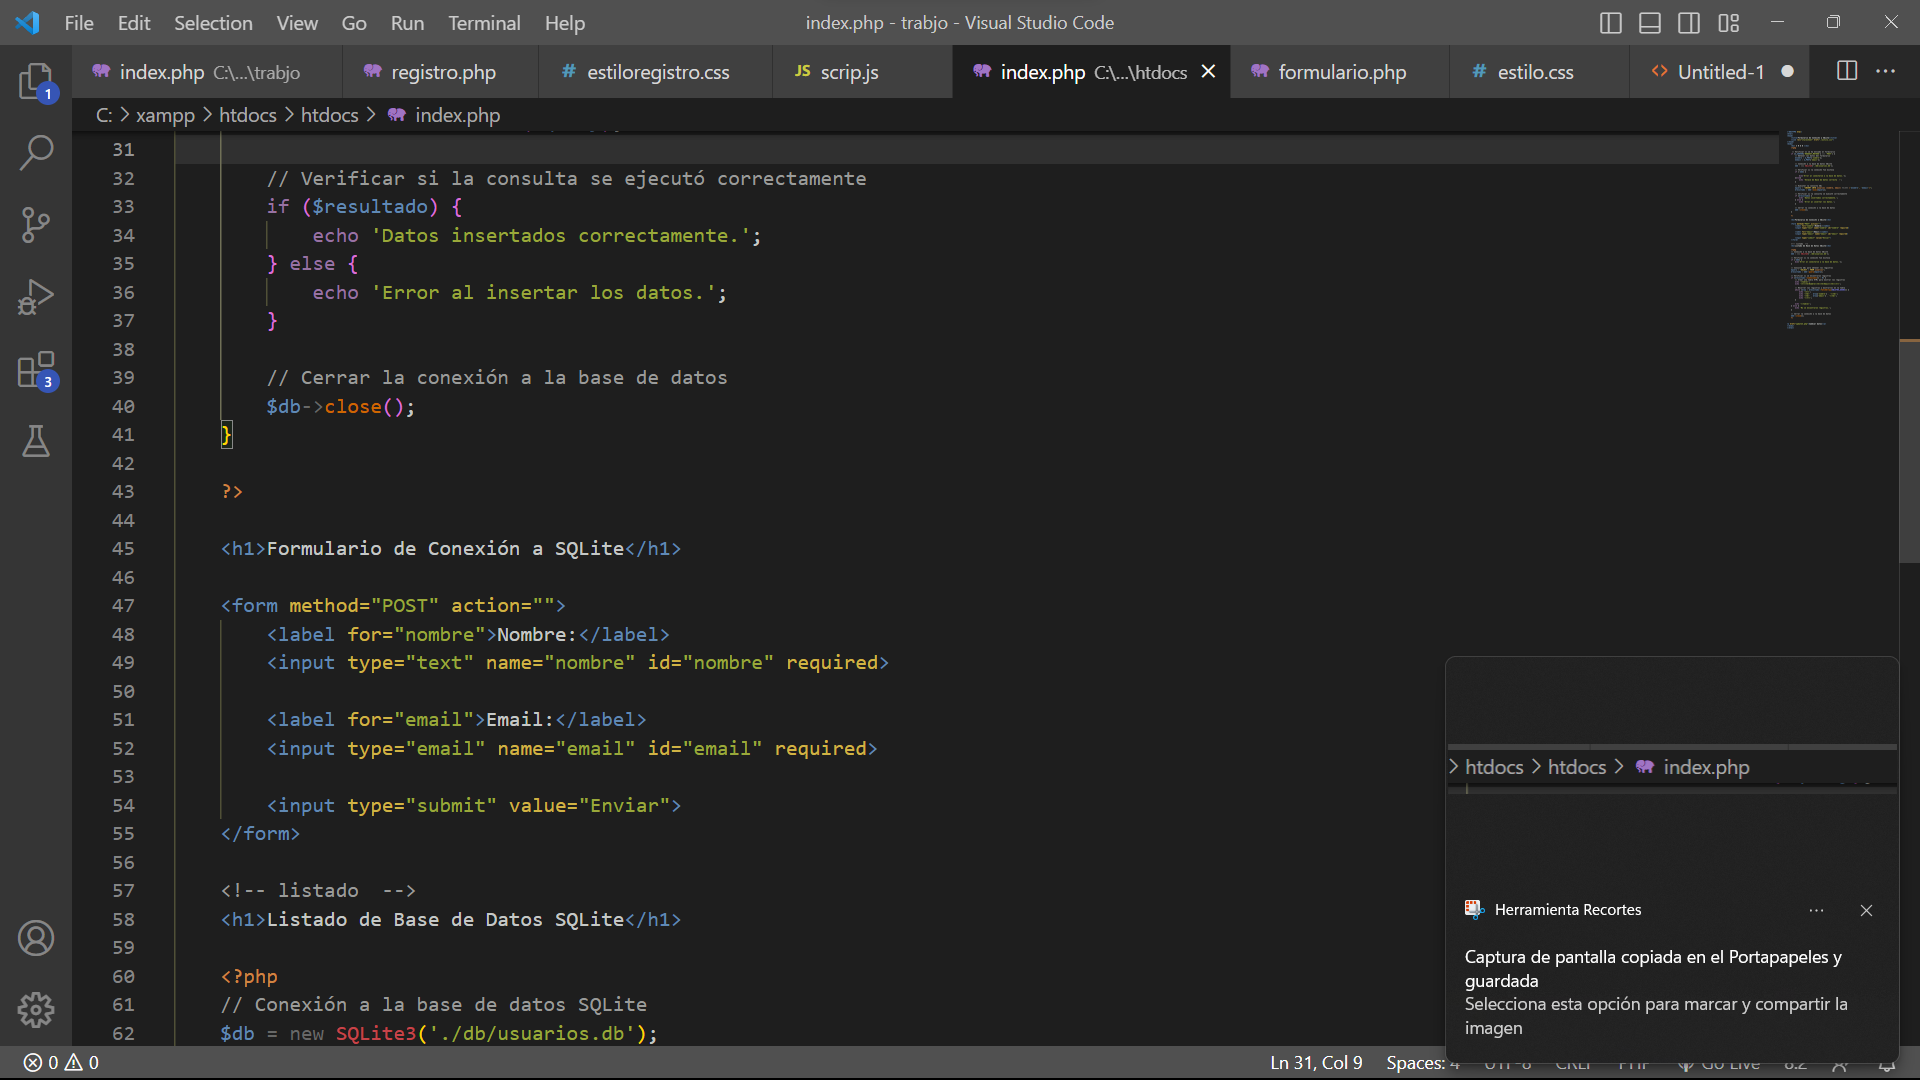 File Edit Selection View Go Run Terminal Help
index.php - trabjo - Visual Studio Code
index.php C:\...\trabjo
registro.php
# estiloregistro.css
JS scrip.js
index.php C:\...\htdocs
formulario.php
# estilo.css
<> Untitled-1
1
3
C: > xampp > htdocs > htdocs > index.php
31
32 // Verificar si la consulta se ejecutó correctamente
33 if ($resultado) {
34 echo 'Datos insertados correctamente.';
35 } else {
36 echo 'Error al insertar los datos.';
37 }
38
39 // Cerrar la conexión a la base de datos
40 $db->close();
41 }
42
43 ?>
44
45 <h1>Formulario de Conexión a SQLite</h1>
46
47 <form method="POST" action="">
48 <label for="nombre">Nombre:</label>
49 <input type="text" name="nombre" id="nombre" required>
50
51 <label for="email">Email:</label>
52 <input type="email" name="email" id="email" required>
53
54 <input type="submit" value="Enviar">
55 </form>
56
57 <!-- listado  -->
58 <h1>Listado de Base de Datos SQLite</h1>
59
60 <?php
61 // Conexión a la base de datos SQLite
62 $db = new SQLite3('./db/usuarios.db');
> htdocs > htdocs > index.php
Herramienta Recortes
Captura de pantalla copiada en el Portapapeles y
guardada
Selecciona esta opción para marcar y compartir la
imagen
0 0
Ln 31, Col 9 Spaces: 4 UTF-8 CRLF PHP Go Live 8.2